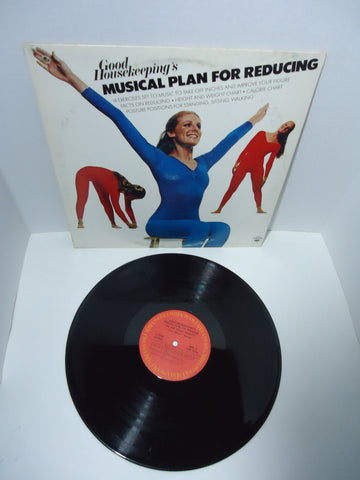 Good
Housekeeping's
MUSICAL PLAN FOR REDUCING
14 EXERCISES SET TO MUSIC TO TAKE OFF INCHES AND IMPROVE YOUR FIGURE
FACTS ON REDUCING • HEIGHT AND WEIGHT CHART • CALORIE CHART
POSTURE POSITIONS FOR STANDING, SITTING, WALKING